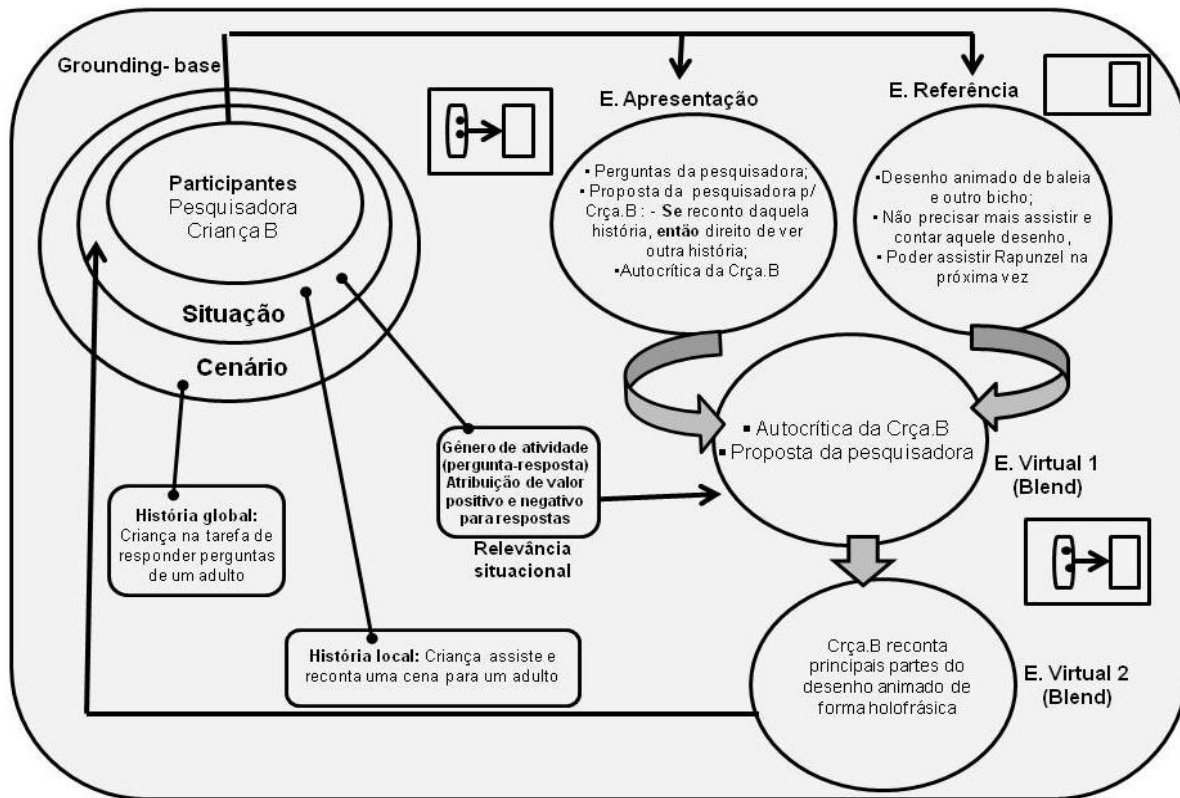 Grounding- base
Participantes
Pesquisadora
Criança B
Situação
Cenário
E. Apresentação
▪ Perguntas da pesquisadora;
▪ Proposta da pesquisadora p/
Crça.B : - Se reconto daquela
história, então direito de ver
outra história;
▪ Autocrítica da Crça.B
E. Referência
▪Desenho animado de baleia
e outro bicho;
▪ Não precisar mais assistir e
contar aquele desenho,
▪ Poder assistir Rapunzel na
próxima vez
▪ Autocrítica da Crça.B
▪ Proposta da pesquisadora
E. Virtual 1
(Blend)
Género de atividade
(pergunta-resposta)
Atribuição de valor
positivo e negativo
para respostas
Relevância
situacional
História global:
Criança na tarefa de
responder perguntas
de um adulto
História local: Criança assiste e
reconta uma cena para um adulto
Crça.B reconta
principais partes do
desenho animado de
forma holofrásica
E. Virtual 2
(Blend)